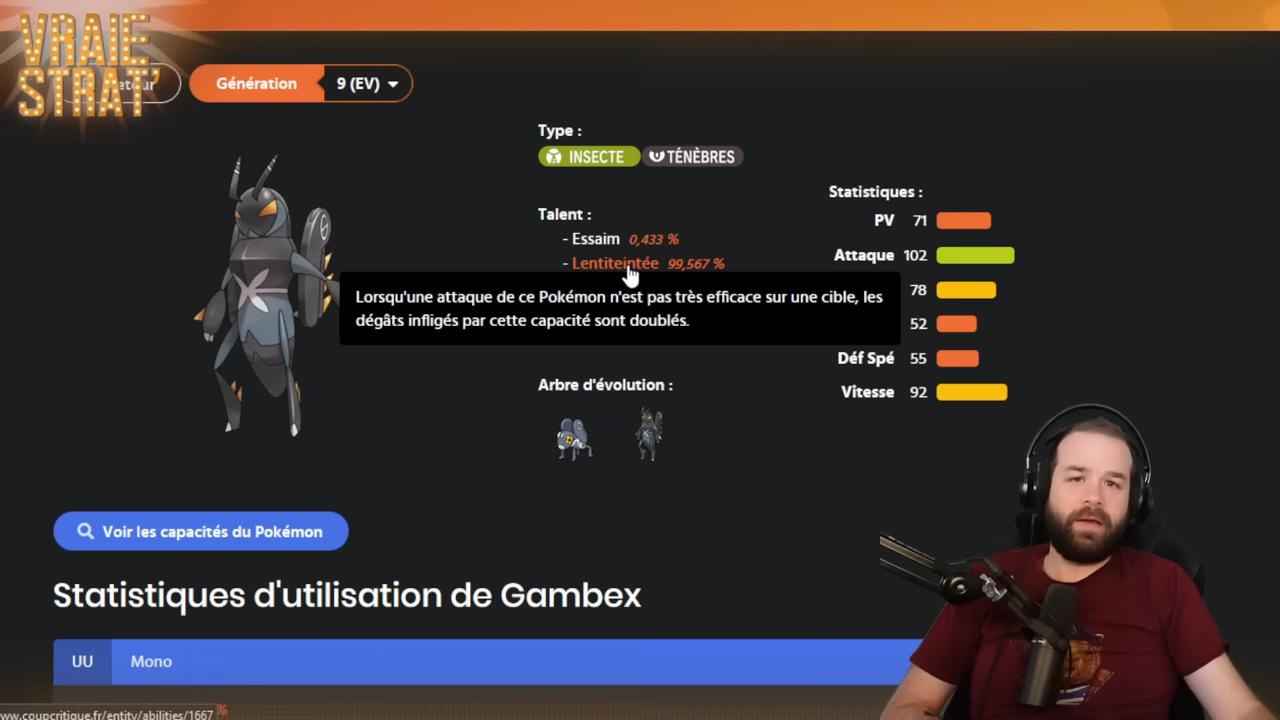 VRAIE
STRAT'
etour
Génération
9 (EV)
Type :
INSECTE
TÉNÈBRES
Statistiques :
PV 71
Talent :
- Essaim 0,433 %
Attaque 102
- Lentiteintée 99,567 %
78
Lorsqu'une attaque de ce Pokémon n'est pas très efficace sur une cible, les
dégâts infligés par cette capacité sont doublés.
52
Déf Spé 55
Arbre d'évolution :
Vitesse 92
Voir les capacités du Pokémon
Statistiques d'utilisation de Gambex
UU Mono
ww.coupcritique.fr/entity/abilities/1667
%